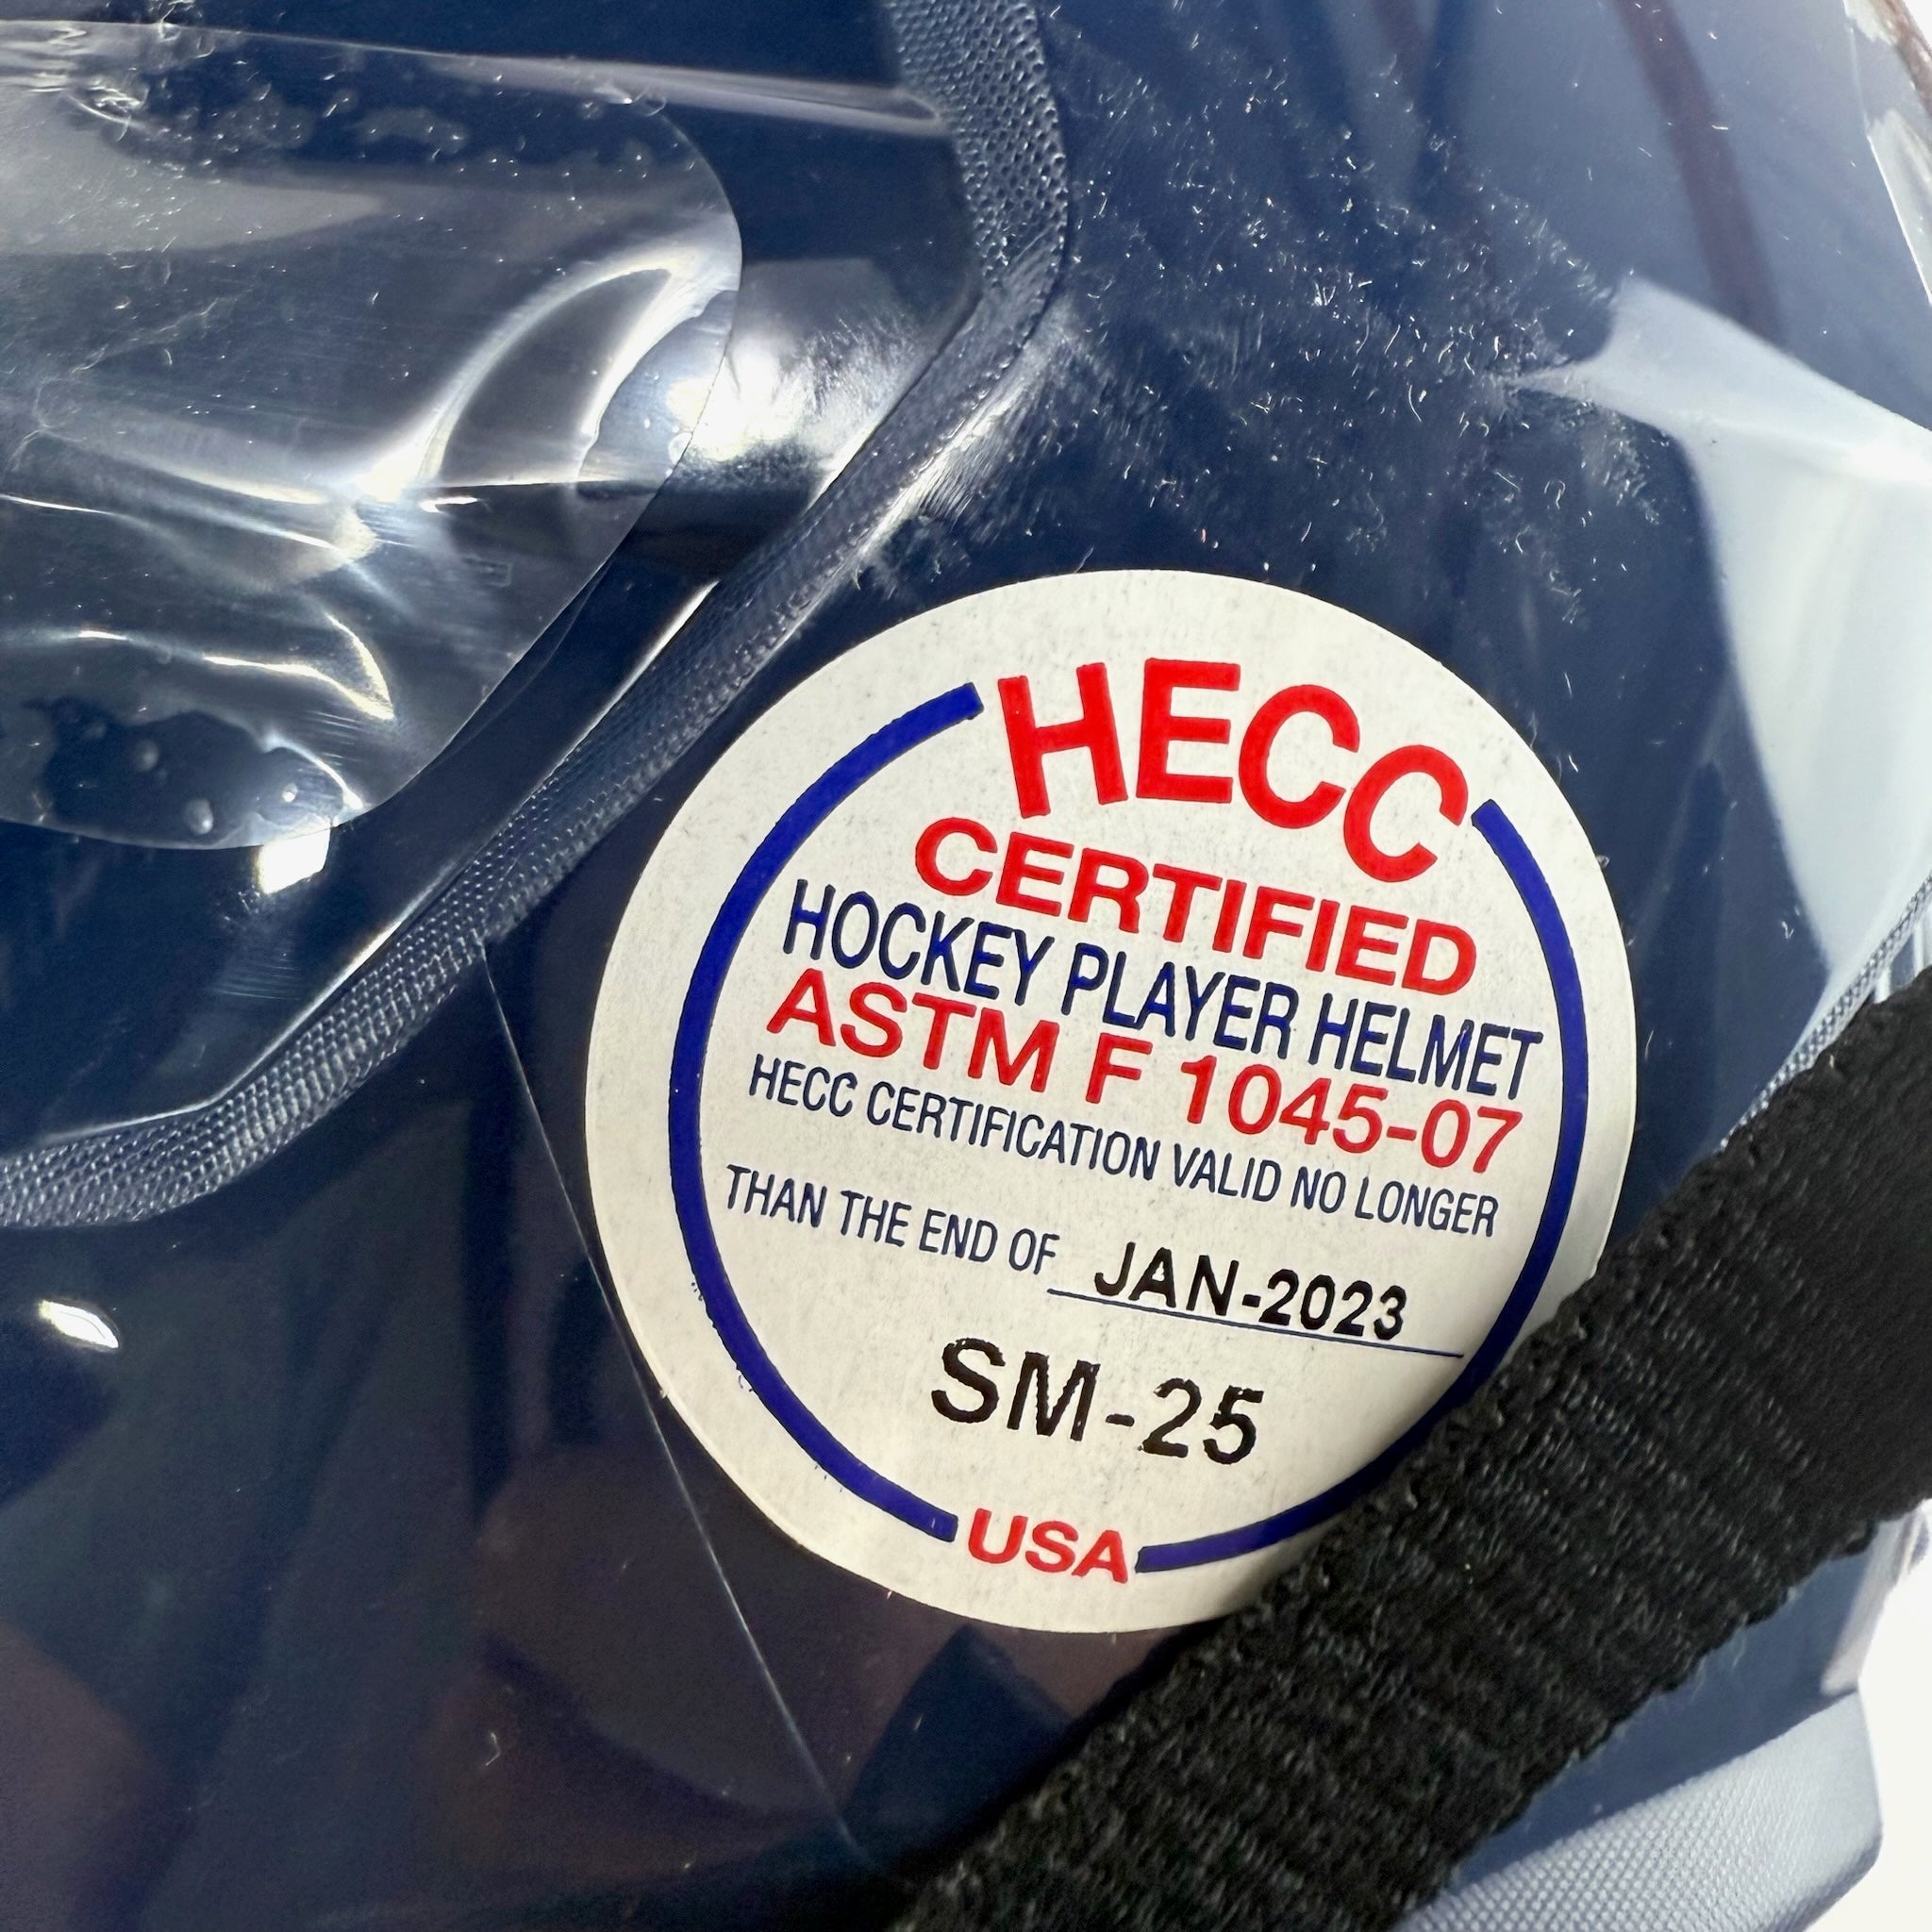 HECC
CERTIFIED
HOCKEY PLAYER HELMET
ASTM F 1045-07
HECC CERTIFICATION VALID NO LONGER
THAN THE END OF JAN-2023
SM-25
USA